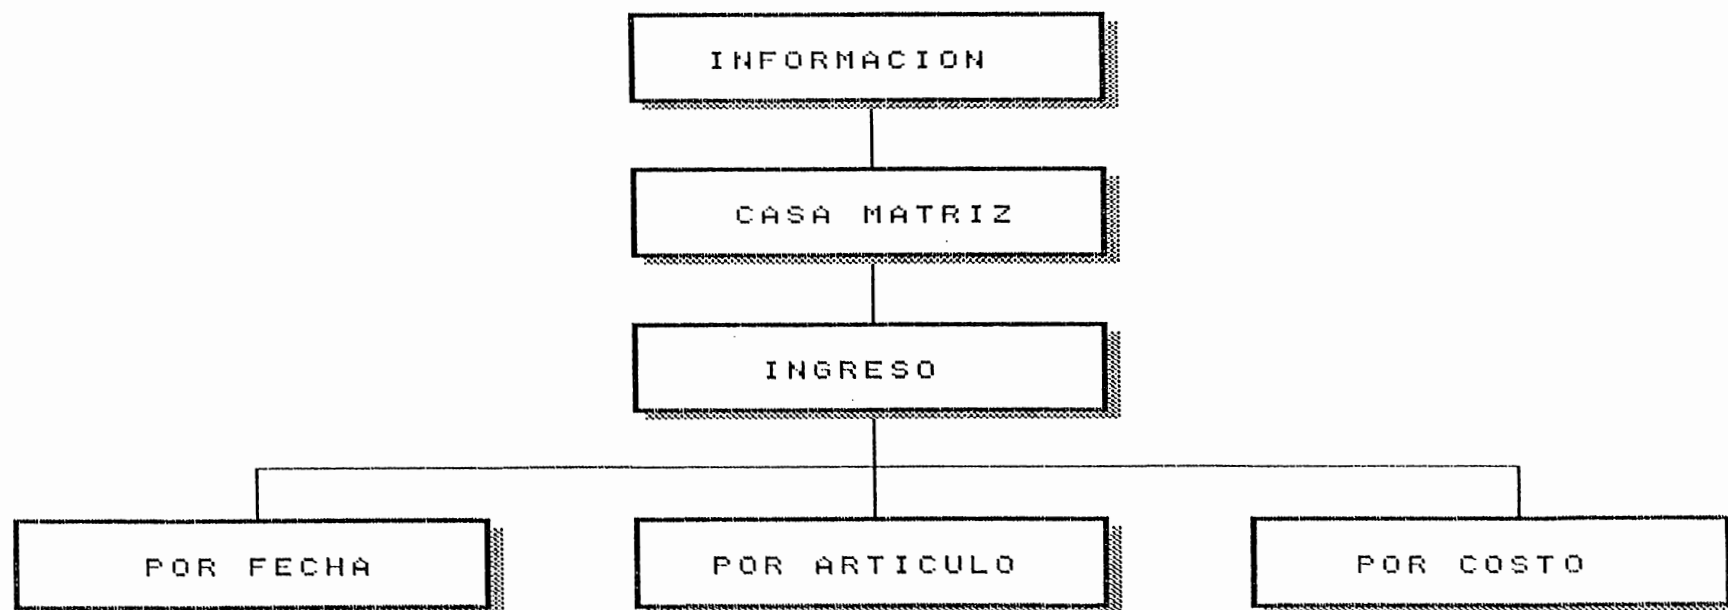 INFORMACION
CASA MATRIZ
INGRESO
POR FECHA
POR ARTICULO
POR COSTO